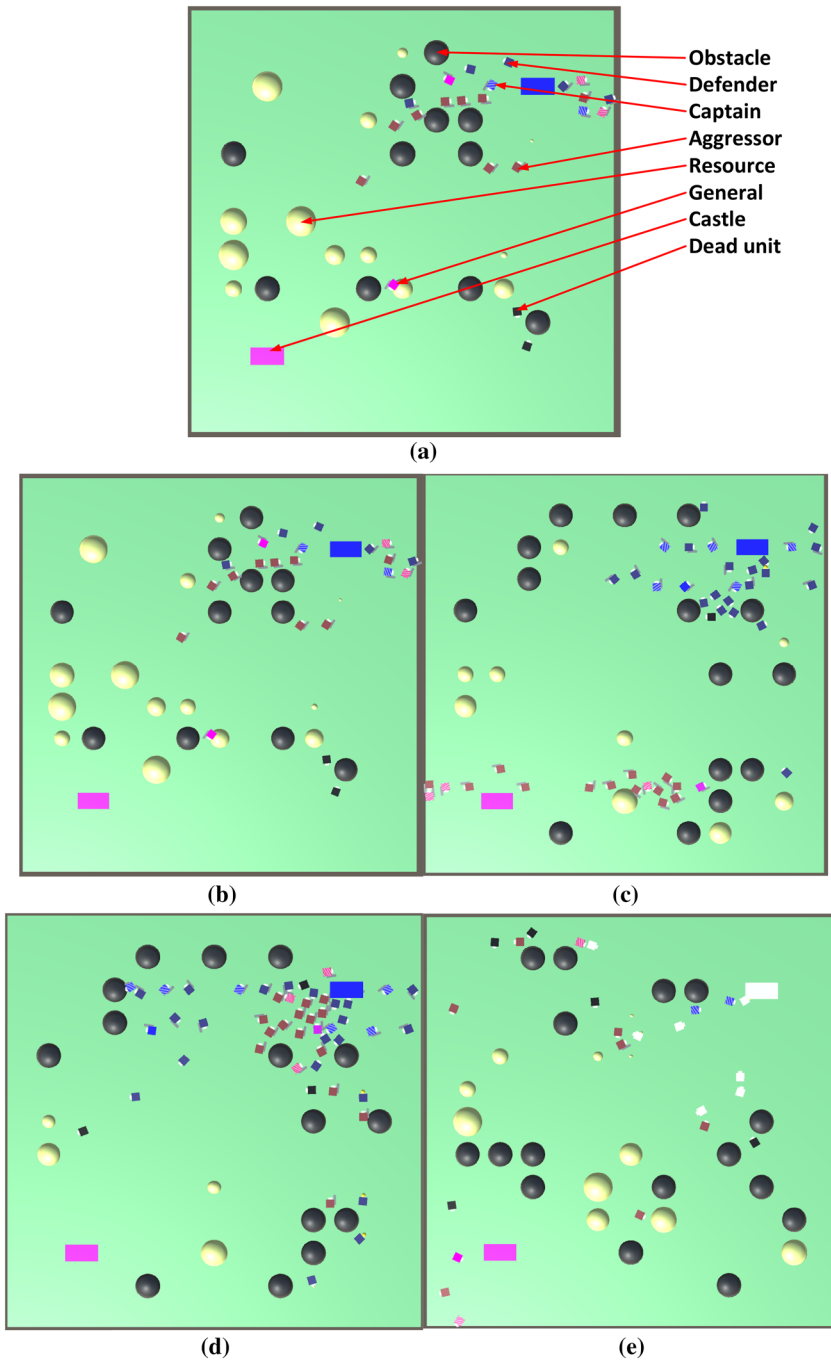 Obstacle
Defender
Captain
Aggressor
Resource
General
Castle
Dead unit
(a)
(b)
(c)
(d)
(e)